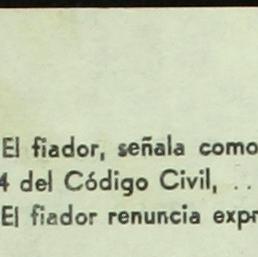 El fiador, señala como
4 del Código Civil, ..
El fiador renuncia expr